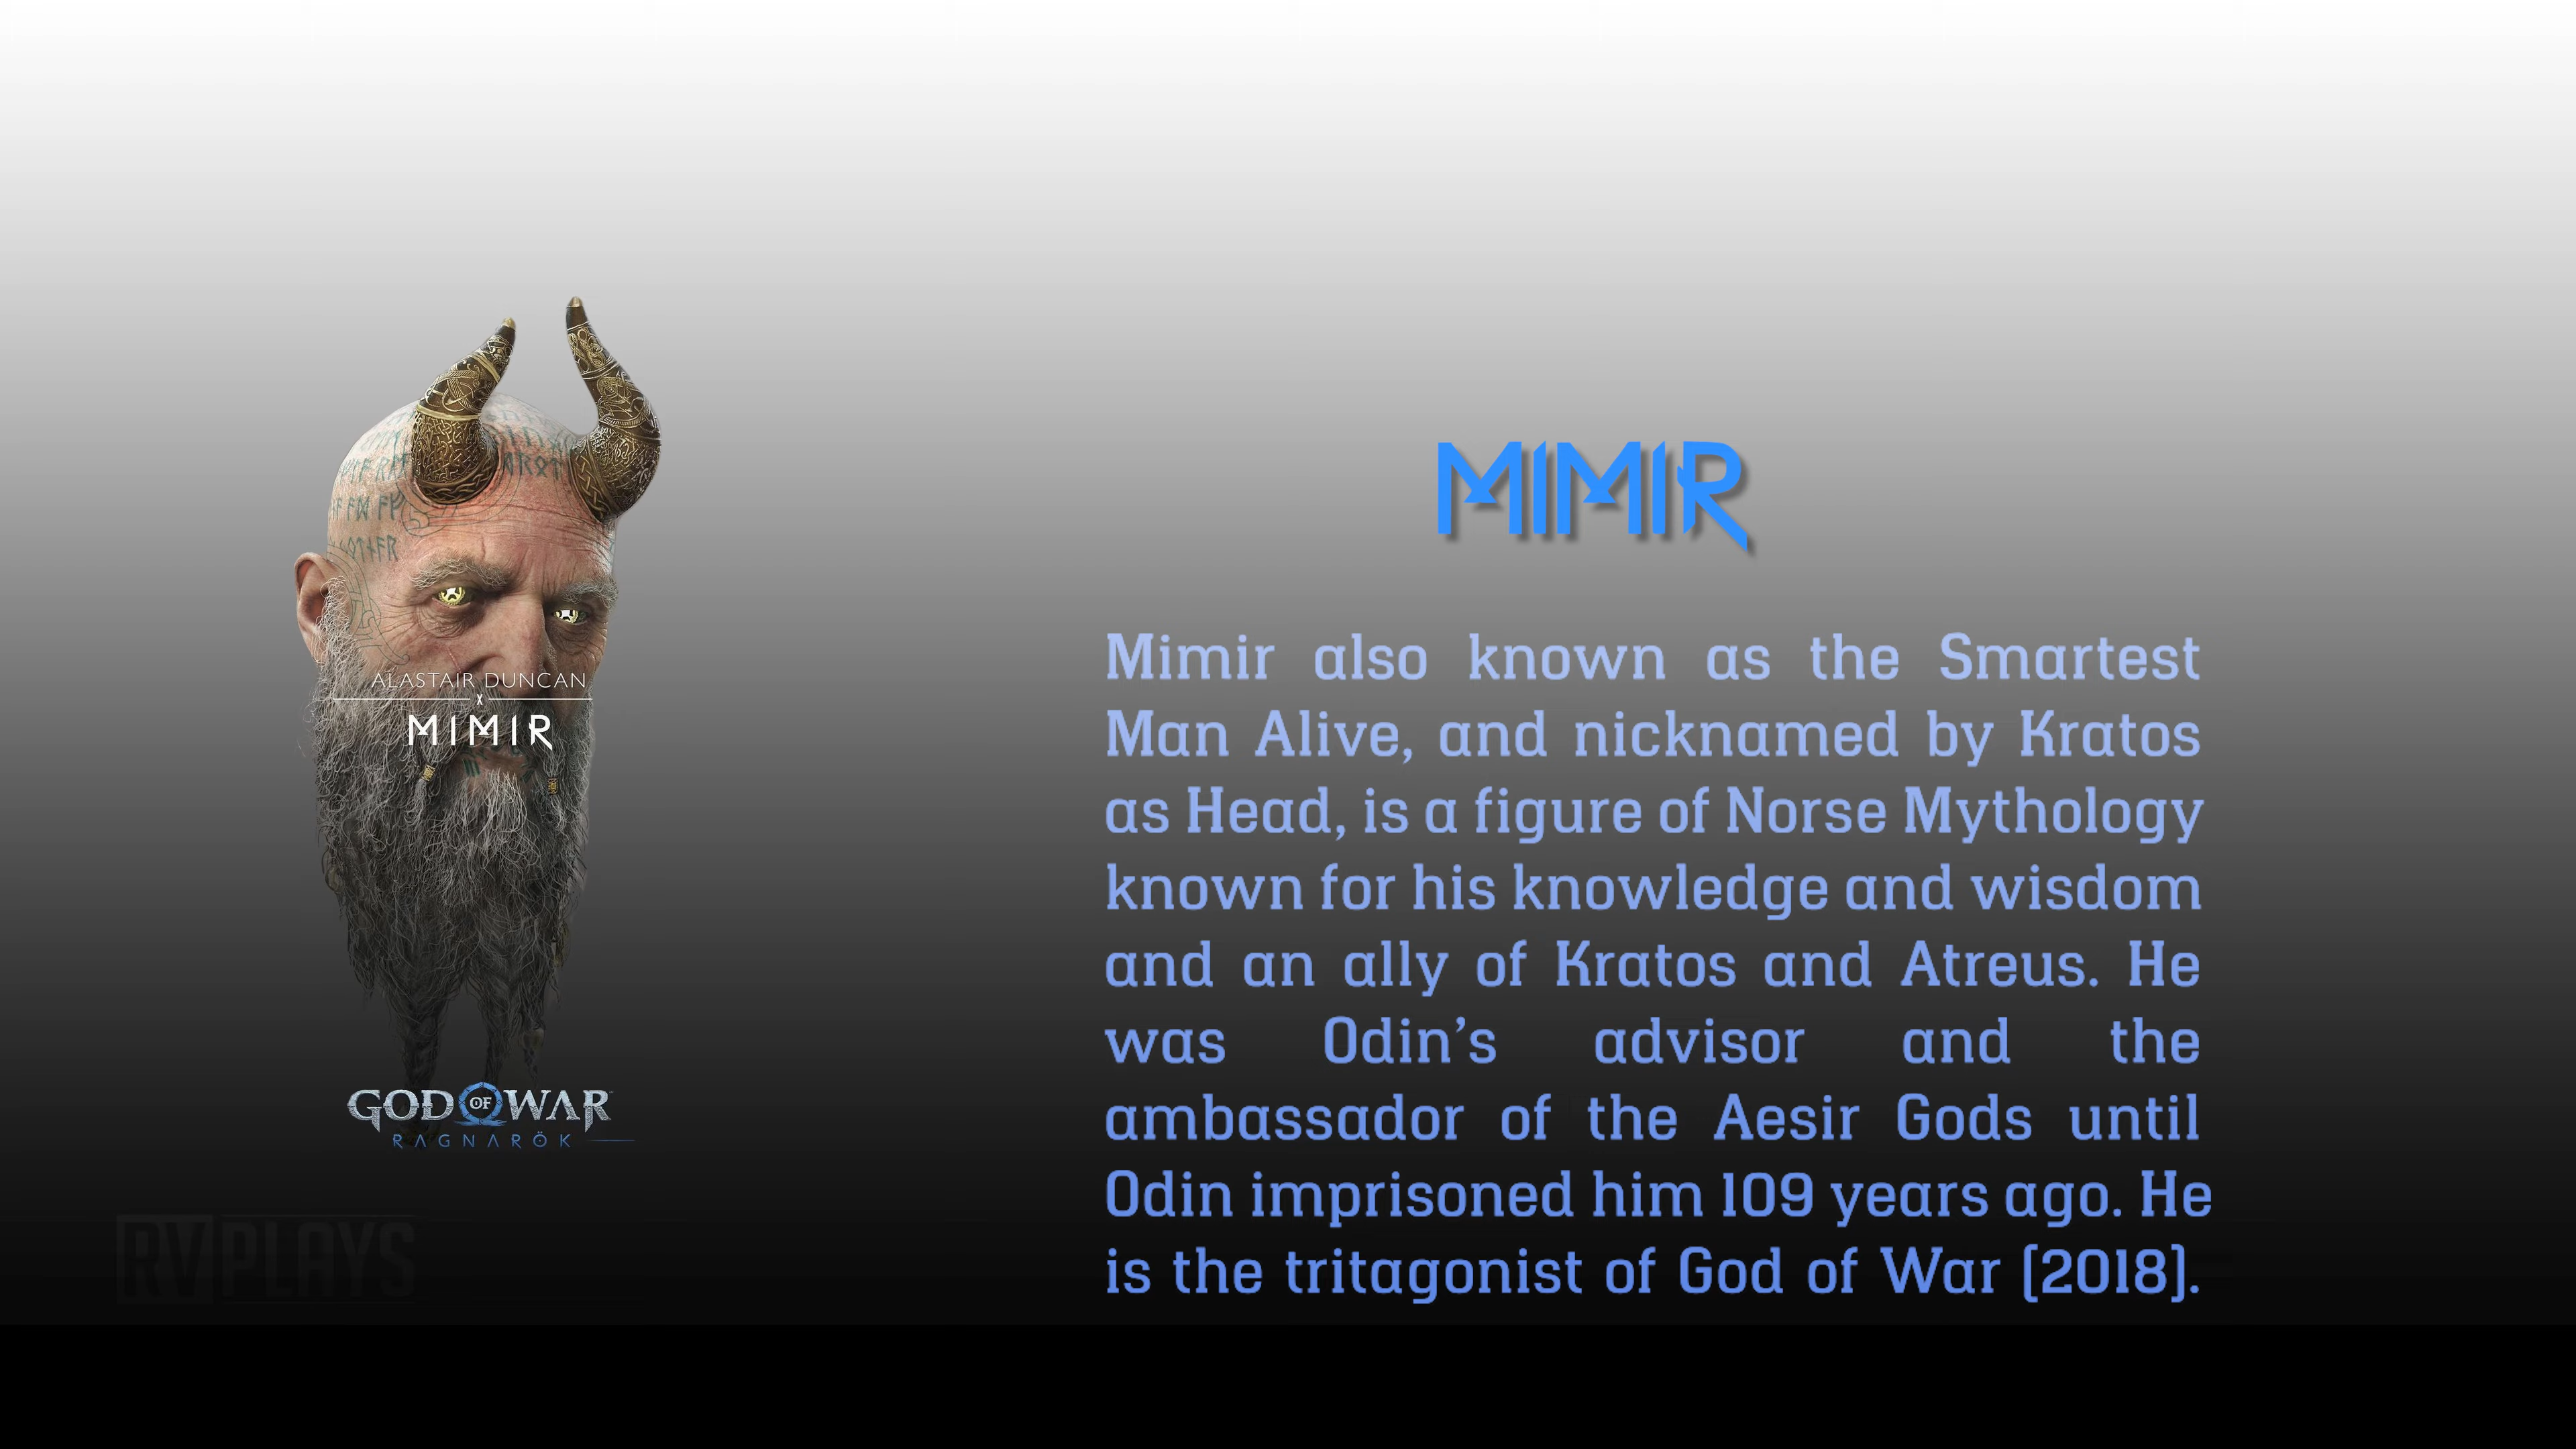 MIMIR
Mimir also known as the Smartest
Man Alive, and nicknamed by Kratos
as Head, is a figure of Norse Mythology
known for his knowledge and wisdom
and an ally of Kratos and Atreus. He
was Odin’s advisor and the
ambassador of the Aesir Gods until
Odin imprisoned him 109 years ago. He
is the tritagonist of God of War (2018).
ALASTAIR DUNCAN
X
MIMIR
GOD OF WAR
RAGNARÖK
RV PLAYS